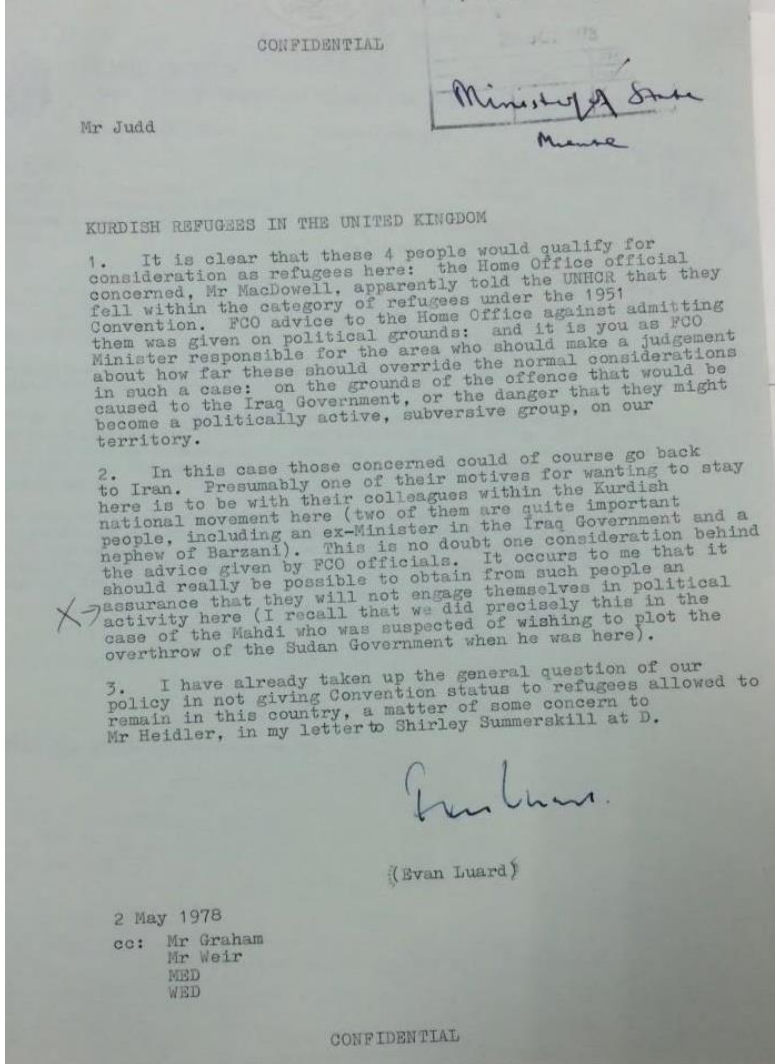 CONFIDENTIAL
Minister of State
Mr Judd
KURDISH REFUGEES IN THE UNITED KINGDOM
1. It is clear that these 4 people would qualify for
consideration as refugees here: the Home Office official
concerned, Mr MacDowell, apparently told the UNHCR that they
fell within the category of refugees under the 1951
Convention. FCO advice to the Home Office against admitting
them was given on political grounds: and it is you as FCO
Minister responsible for the area who should make a judgement
about how far these should override the normal considerations
in such a case: on the grounds of the offence that would be
caused to the Iraq Government, or the danger that they might
become a politically active, subversive group, on our
territory.
2. In this case those concerned could of course go back
to Iran. Presumably one of their motives for wanting to stay
here is to be with their colleagues within the Kurdish
national movement here (two of them are quite important
people, including an ex-Minister in the Iraq Government and a
nephew of Barzani). This is no doubt one consideration behind
the advice given by FCO officials. It occurs to me that it
should really be possible to obtain from such people an
X → assurance that they will not engage themselves in political
activity here (I recall that we did precisely this in the
case of the Mahdi who was suspected of wishing to plot the
overthrow of the Sudan Government when he was here).
3. I have already taken up the general question of our
policy in not giving Convention status to refugees allowed to
remain in this country, a matter of some concern to
Mr Heidler, in my letter to Shirley Summerskill at D.
(Evan Luard)
2 May 1978
cc: Mr Graham
Mr Weir
MED
WED
CONFIDENTIAL